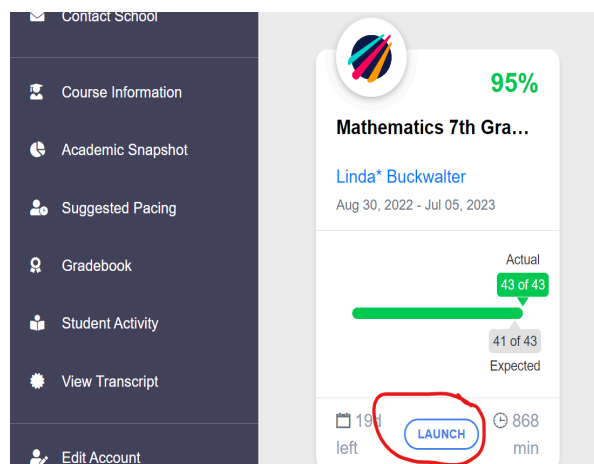 Contact School
Course Information
Academic Snapshot
Suggested Pacing
Gradebook
Student Activity
View Transcript
Edit Account
95%
Mathematics 7th Gra...
Linda* Buckwalter
Aug 30, 2022 - Jul 05, 2023
Actual
43 of 43
41 of 43
Expected
19d
left
LAUNCH
868
min